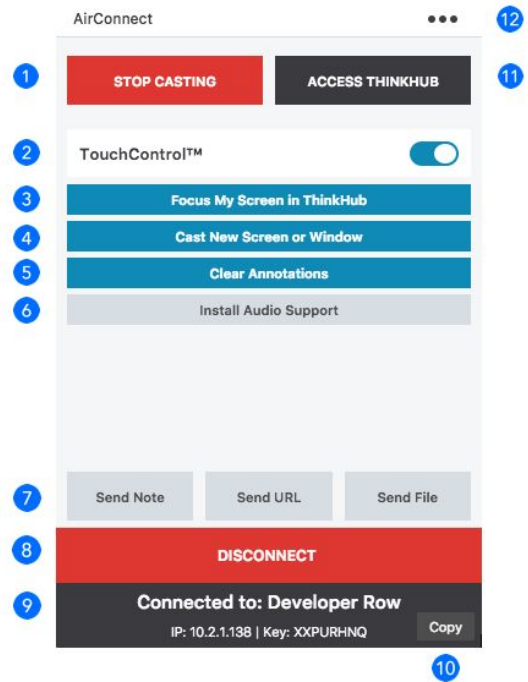 AirConnect ••• 12
1 STOP CASTING ACCESS THINKHUB 11
2 TouchControl™
3 Focus My Screen in ThinkHub
4 Cast New Screen or Window
5 Clear Annotations
6 Install Audio Support
7 Send Note Send URL Send File
8 DISCONNECT
9 Connected to: Developer Row
IP: 10.2.1.138 | Key: XXPURHNQ Copy
10